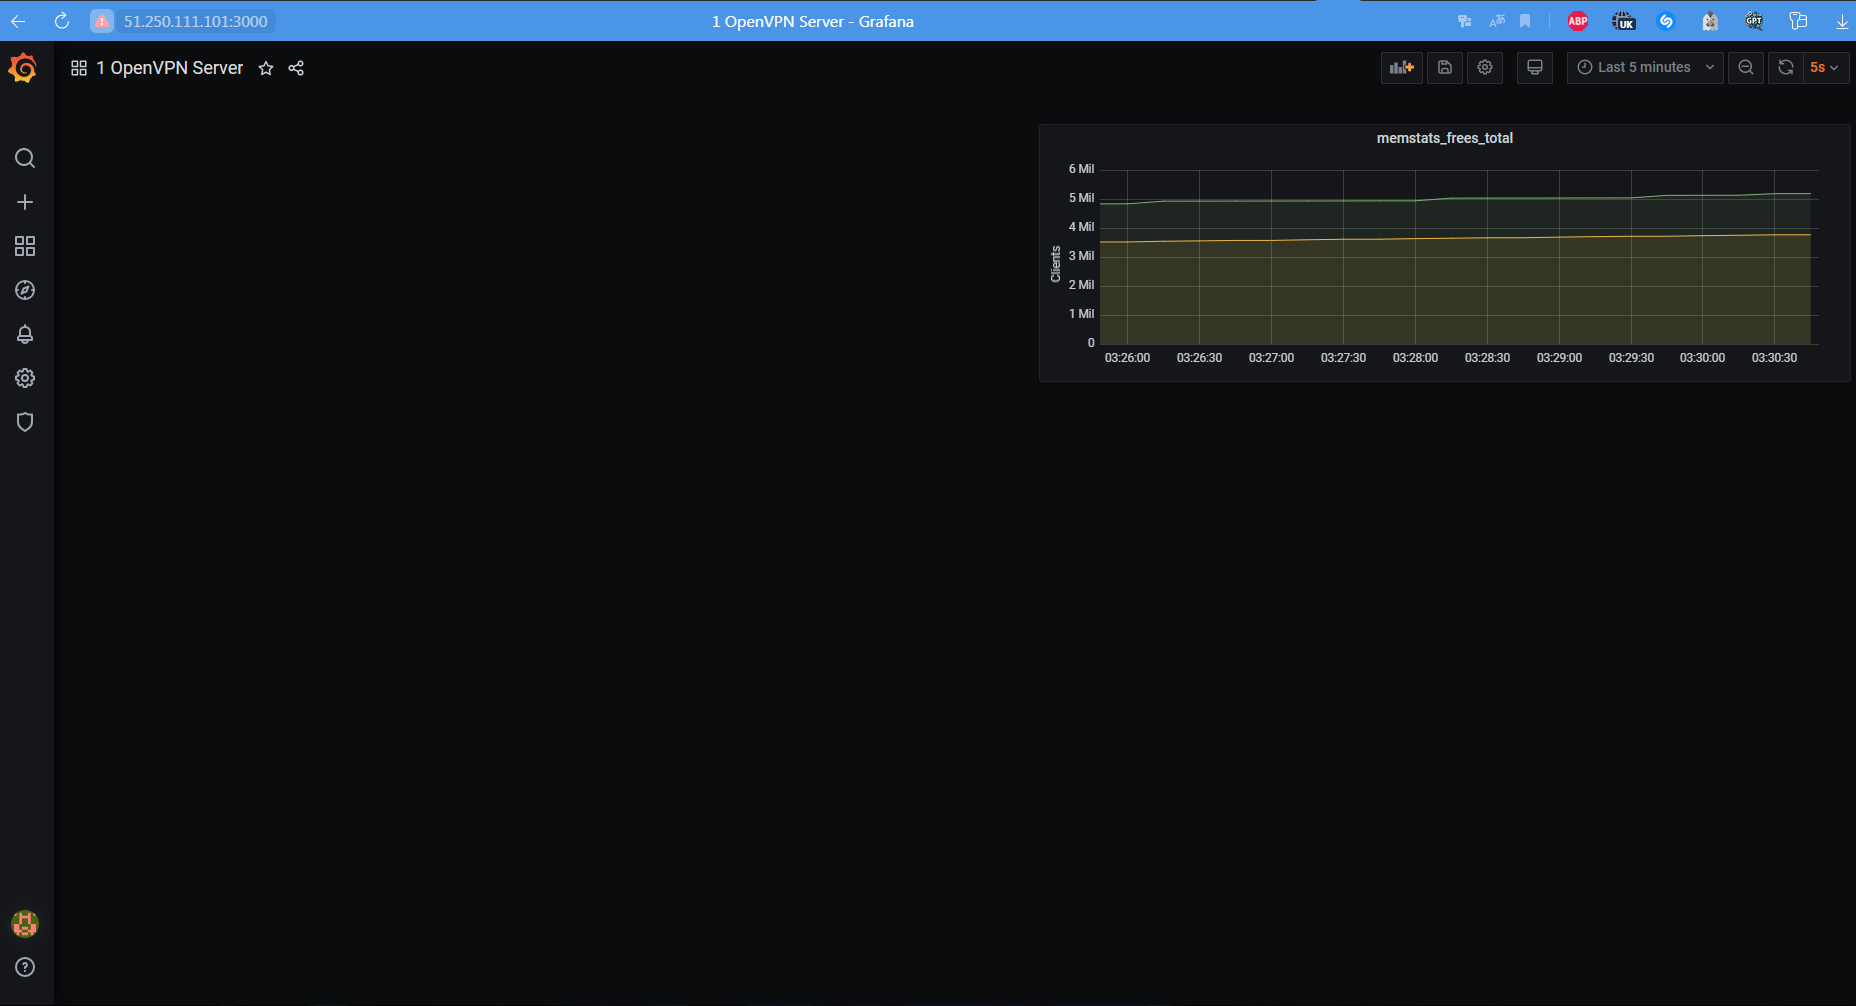 51.250.111.101:3000
1 OpenVPN Server - Grafana
ABP
UK
GPT
1 OpenVPN Server
Last 5 minutes
5s
memstats_frees_total
6 Mil
5 Mil
4 Mil
3 Mil
2 Mil
1 Mil
0
Clients
03:26:00 03:26:30 03:27:00 03:27:30 03:28:00 03:28:30 03:29:00 03:29:30 03:30:00 03:30:30